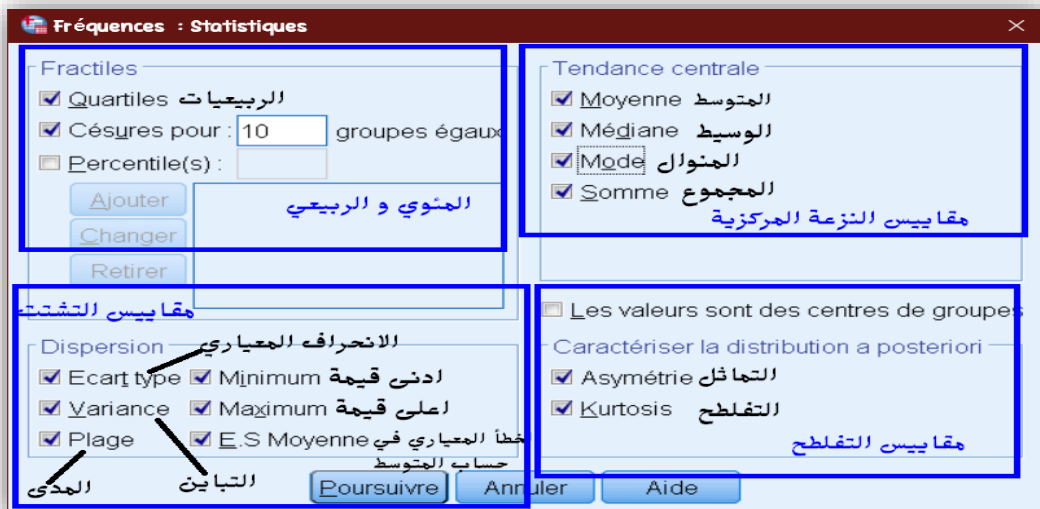 Fréquences : Statistiques
Fractiles
Quartiles الربيعيات
Césures pour : 10 groupes égaux
Percentile(s) :
Ajouter
Changer
Retirer
المئوي و الربيعي
Tendance centrale
Moyenne المتوسط
Médiane الوسيط
Mode المنوال
Somme المجموع
مقاييس النزعة المركزية
مقاييس التشتت
Dispersion الانحراف المعياري
Ecart type Minimum ادنى قيمة
Variance Maximum اعلى قيمة
Plage E.S Moyenne الخطأ المعياري في
حساب المتوسط
المدى التباين
Les valeurs sont des centres de groupes
Caractériser la distribution a posteriori
Asymétrie التماثل
Kurtosis التفلطح
مقاييس التفلطح
Poursuivre Annuler Aide